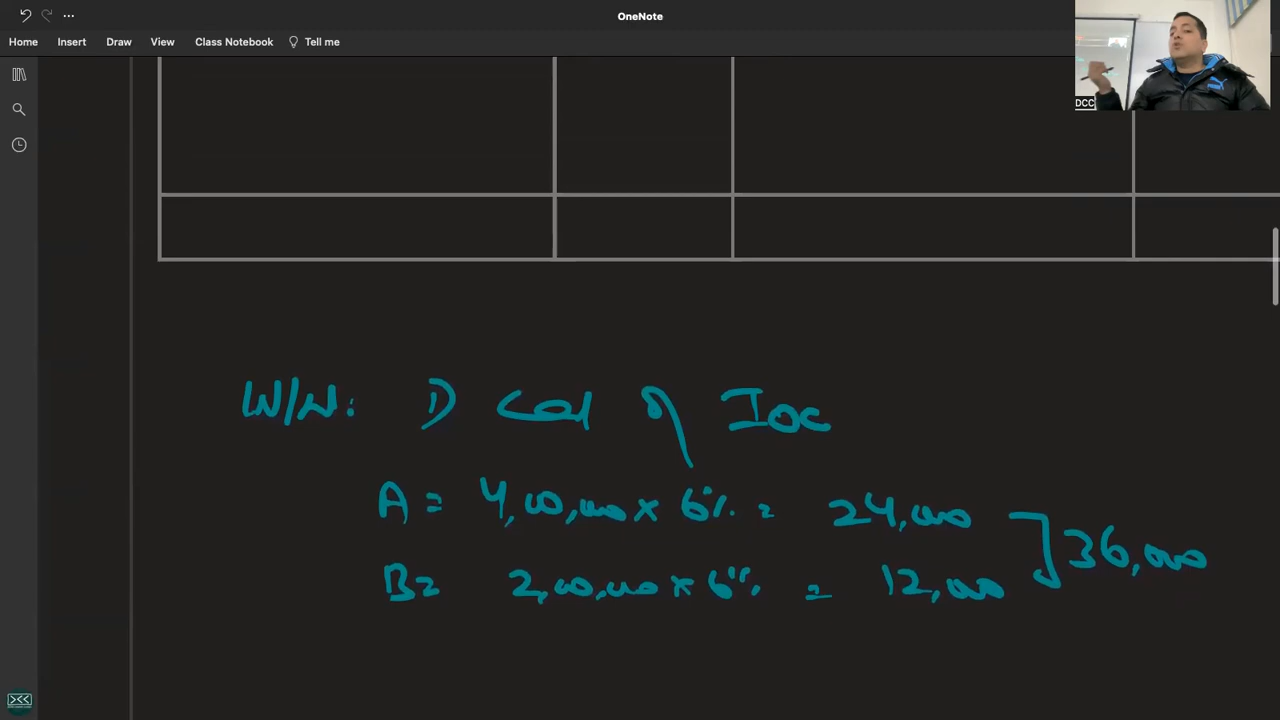 OneNote
Home Insert Draw View Class Notebook Tell me
DCC
W/N: 1) Cal of IOC
A = 4,00,000 x 6% = 24,000
B = 2,00,000 x 6% = 12,000
36,000